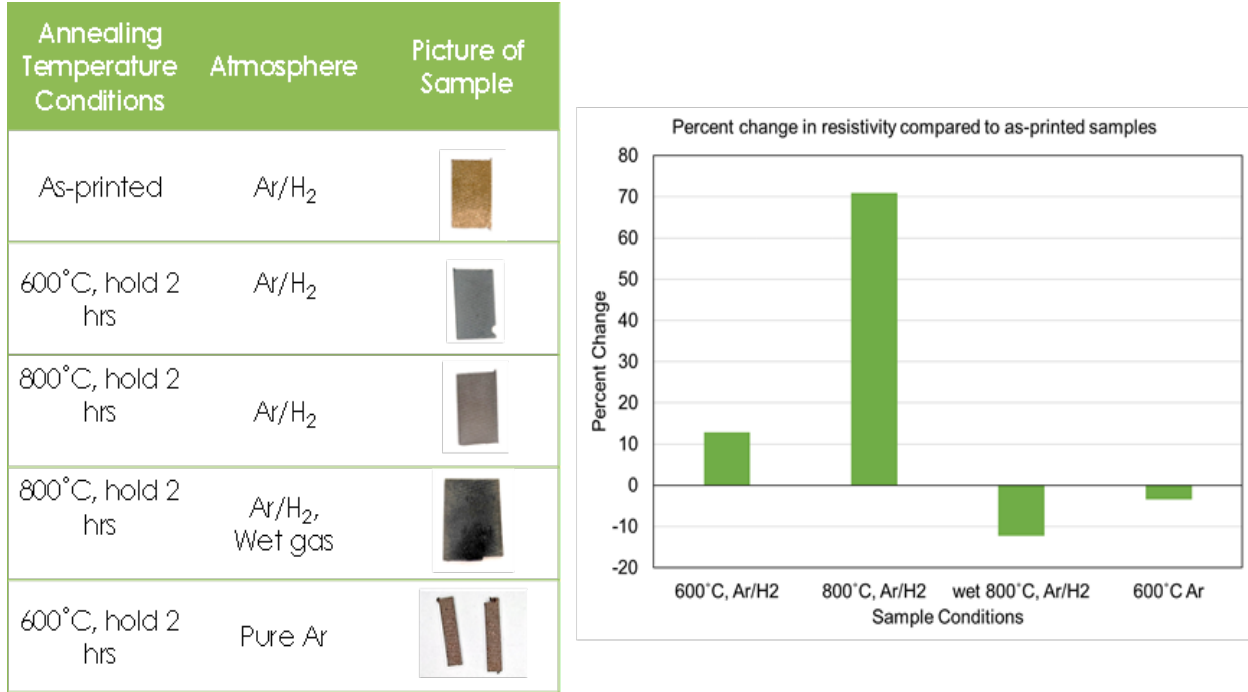 Annealing
Temperature
Conditions
Atmosphere
Picture of
Sample
As-printed
Ar/H₂
600˚C, hold 2
hrs
Ar/H₂
800˚C, hold 2
hrs
Ar/H₂
800˚C, hold 2
hrs
Ar/H₂,
Wet gas
600˚C, hold 2
hrs
Pure Ar
Percent change in resistivity compared to as-printed samples
Percent Change
80
70
60
50
40
30
20
10
0
-10
-20
600˚C, Ar/H2
800˚C, Ar/H2
wet 800˚C, Ar/H2
600˚C Ar
Sample Conditions